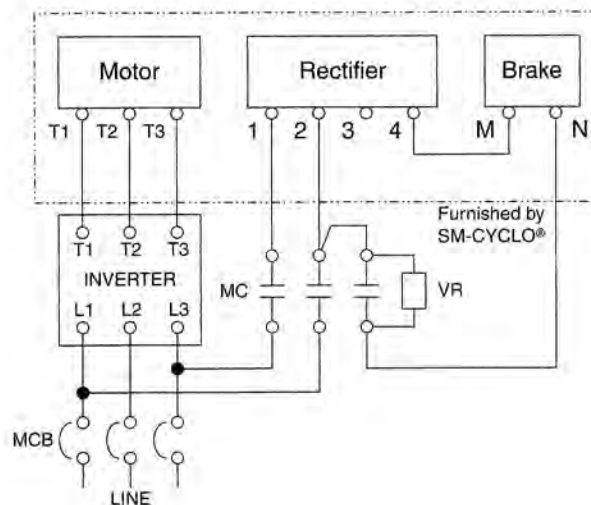 Motor
Rectifier
Brake
T1 T2 T3
1 2 3 4
M N
Furnished by
SM-CYCLO®
T1 T2 T3
INVERTER
L1 L2 L3
MC
VR
MCB
LINE